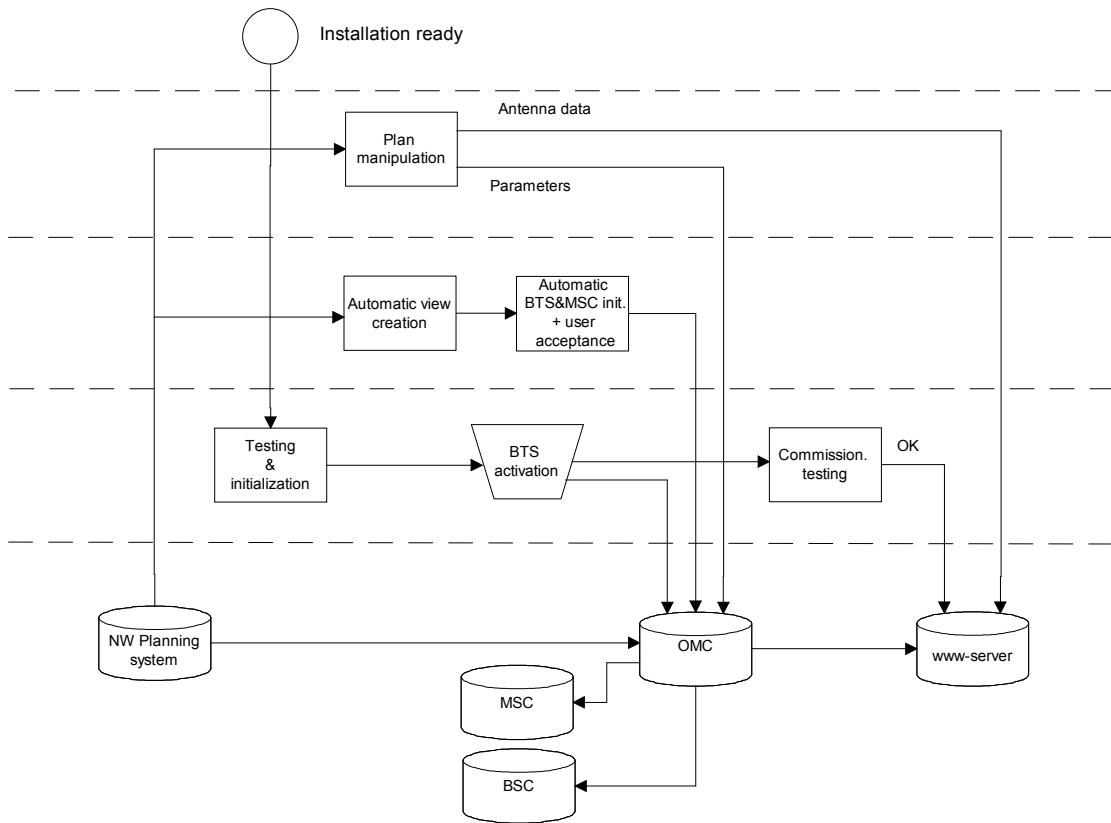 Installation ready
Antenna data
Plan
manipulation
Parameters
Automatic view
creation
Automatic
BTS&MSC init.
+ user
acceptance
Testing
&
initialization
BTS
activation
Commission.
testing
OK
NW Planning
system
OMC
www-server
MSC
BSC